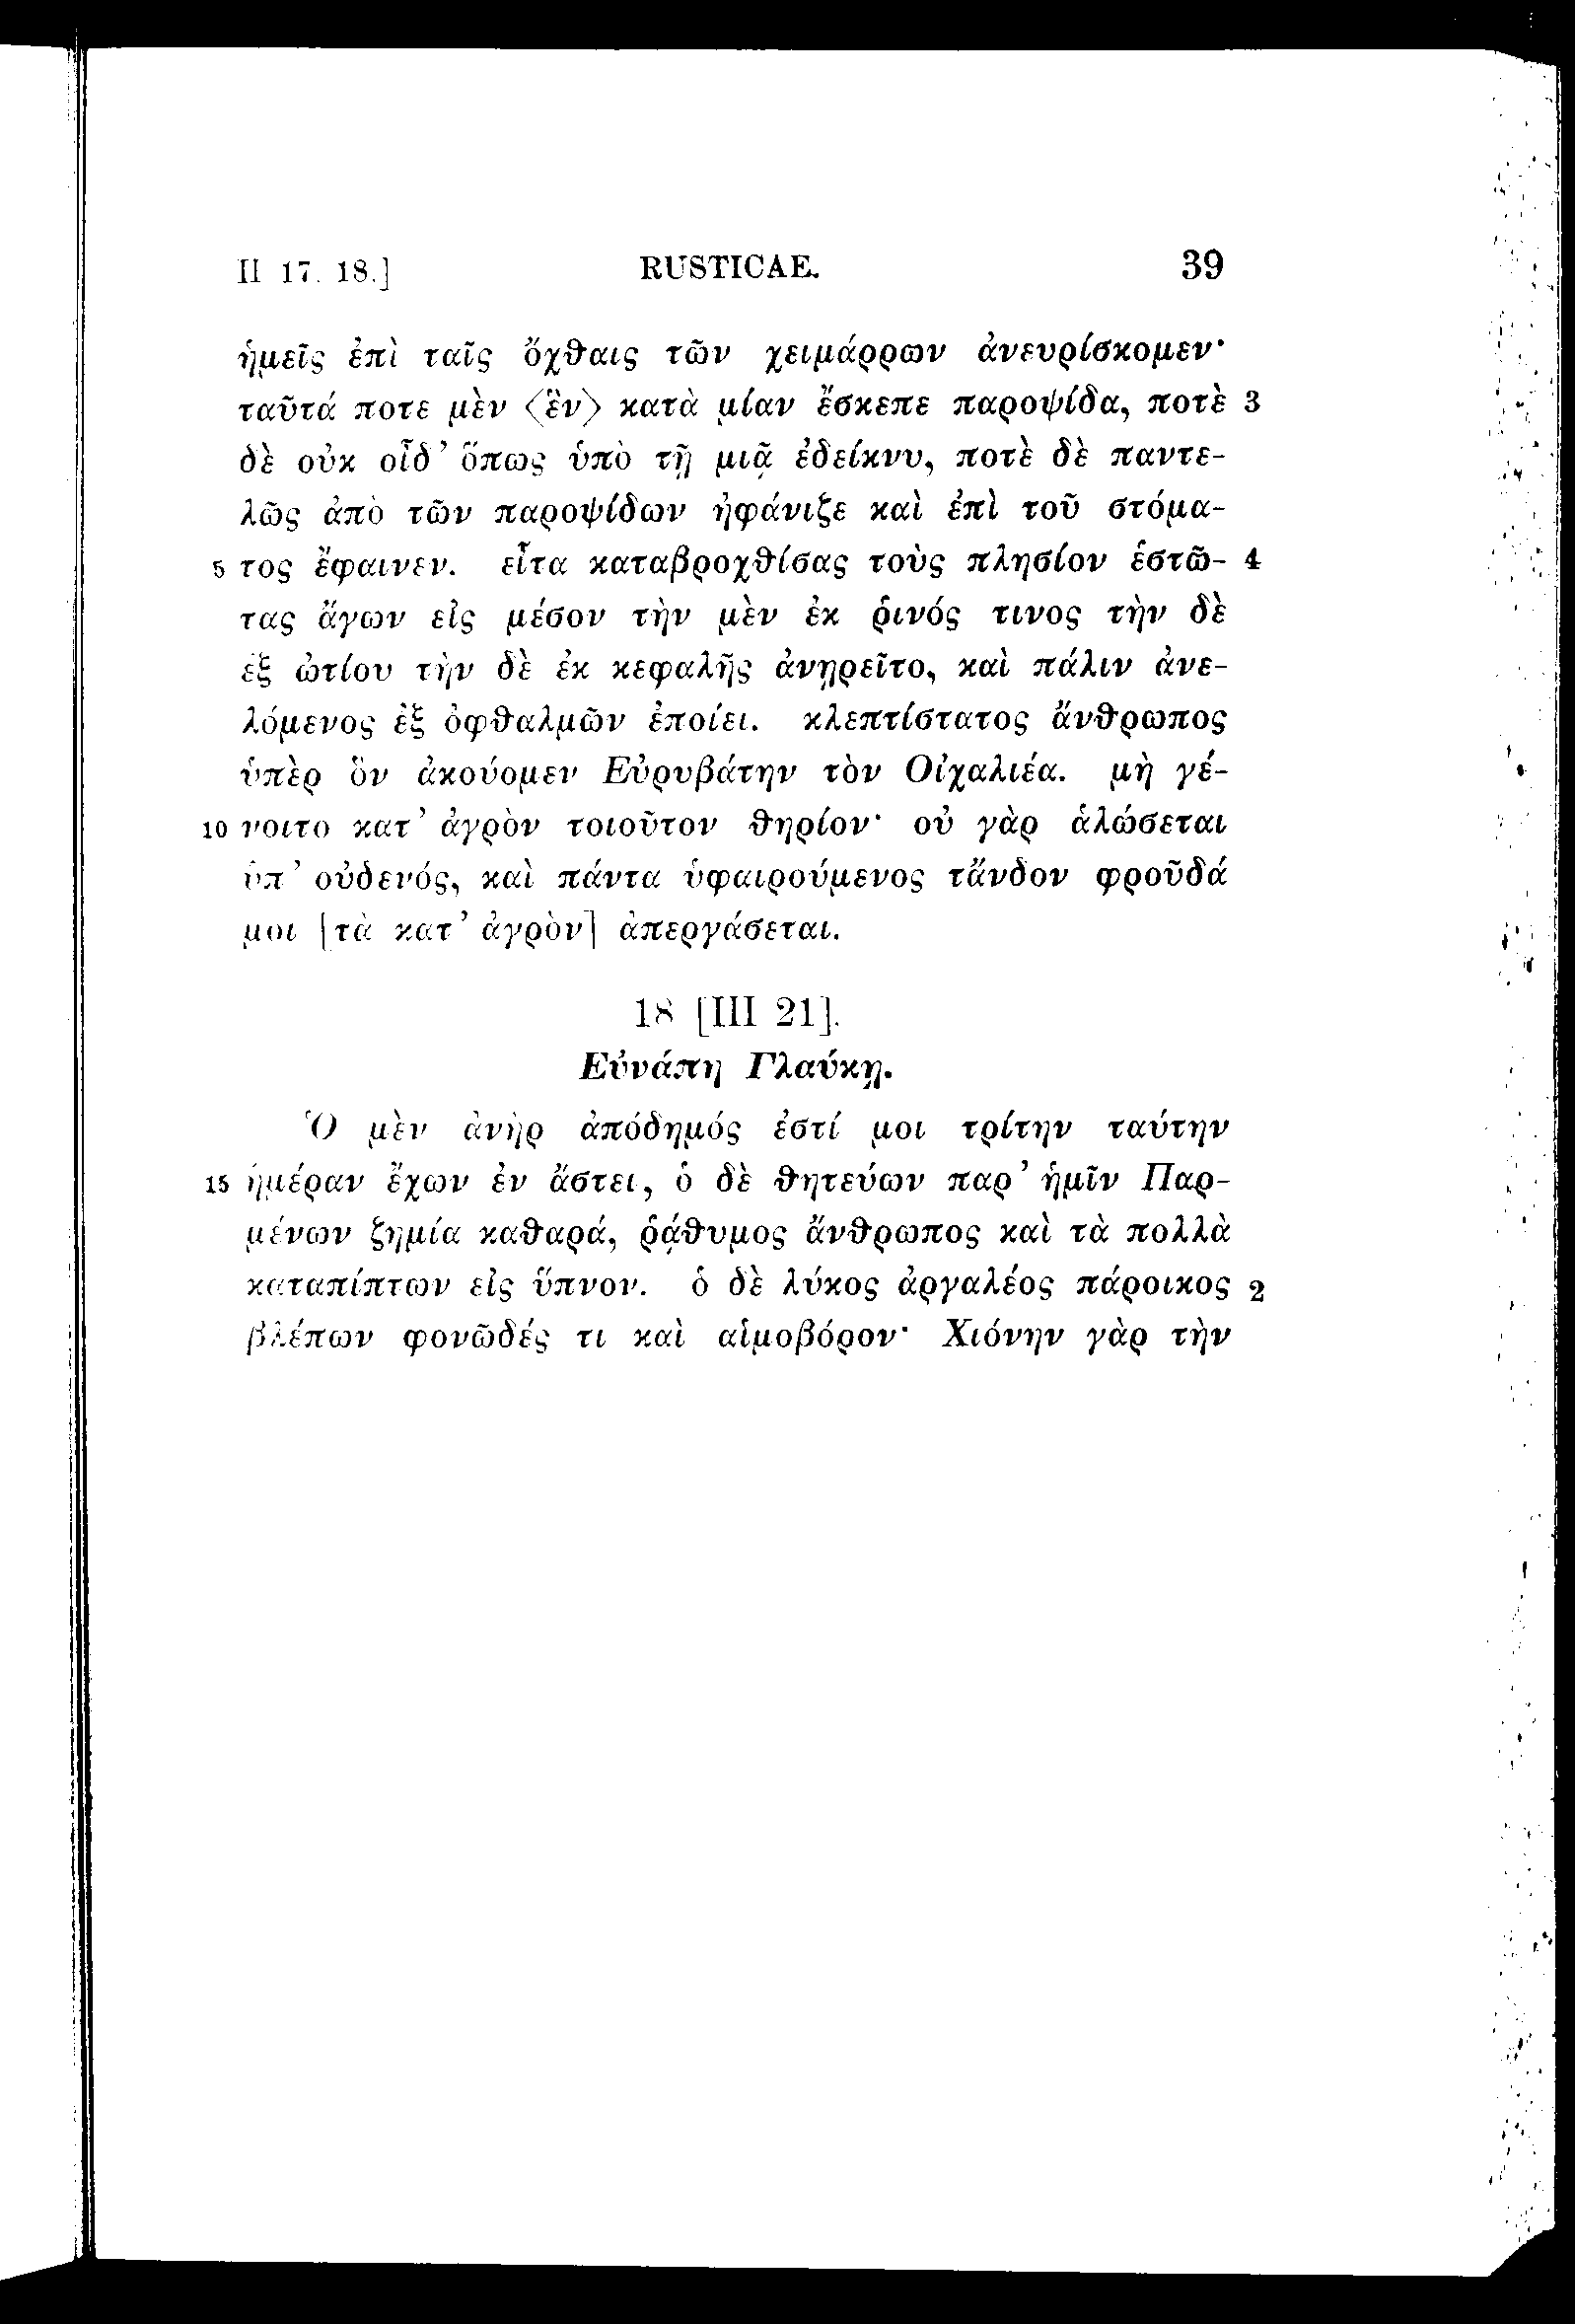 II 17. 18.] RUSTICAE. 39
ἡμεῖς ἐπὶ ταῖς ὄχθαις τῶν χειμάρρων ἀνευρίσκομεν·
ταῦτά ποτε μὲν <ἓν> κατὰ μίαν ἔσκεπε παροψίδα, ποτὲ 3
δὲ οὐκ οἶδ’ ὅπως ὑπὸ τῇ μιᾷ ἐδείκνυ, ποτὲ δὲ παντε-
λῶς ἀπὸ τῶν παροψίδων ἠφάνιζε καὶ ἐπὶ τοῦ στόμα-
5 τος ἔφαινεν. εἶτα καταβροχθίσας τοὺς πλησίον ἑστῶ- 4
τας ἄγων εἰς μέσον τὴν μὲν ἐκ ῥινός τινος τὴν δὲ
ἐξ ὠτίου τὴν δὲ ἐκ κεφαλῆς ἀνῃρεῖτο, καὶ πάλιν ἀνε-
λόμενος ἐξ ὀφθαλμῶν ἐποίει. κλεπτίστατος ἄνθρωπος
ὑπὲρ ὃν ἀκούομεν Εὐρυβάτην τὸν Οἰχαλιέα. μὴ γέ-
10 νοιτο κατ’ ἀγρὸν τοιοῦτον θηρίον· οὐ γὰρ ἁλώσεται
ὑπ’ οὐδενός, καὶ πάντα ὑφαιρούμενος τἄνδον φροῦδά
μοι [τὰ κατ’ ἀγρὸν] ἀπεργάσεται.
18 [III 21].
Εὐνάπη Γλαύκῃ.
Ὁ μὲν ἀνὴρ ἀπόδημός ἐστί μοι τρίτην ταύτην
15 ἡμέραν ἔχων ἐν ἄστει, ὁ δὲ θητεύων παρ’ ἡμῖν Παρ-
μένων ζημία καθαρά, ῥᾴθυμος ἄνθρωπος καὶ τὰ πολλὰ
καταπίπτων εἰς ὕπνον. ὁ δὲ λύκος ἀργαλέος πάροικος 2
βλέπων φονῶδές τι καὶ αἱμοβόρον· Χιόνην γὰρ τὴν